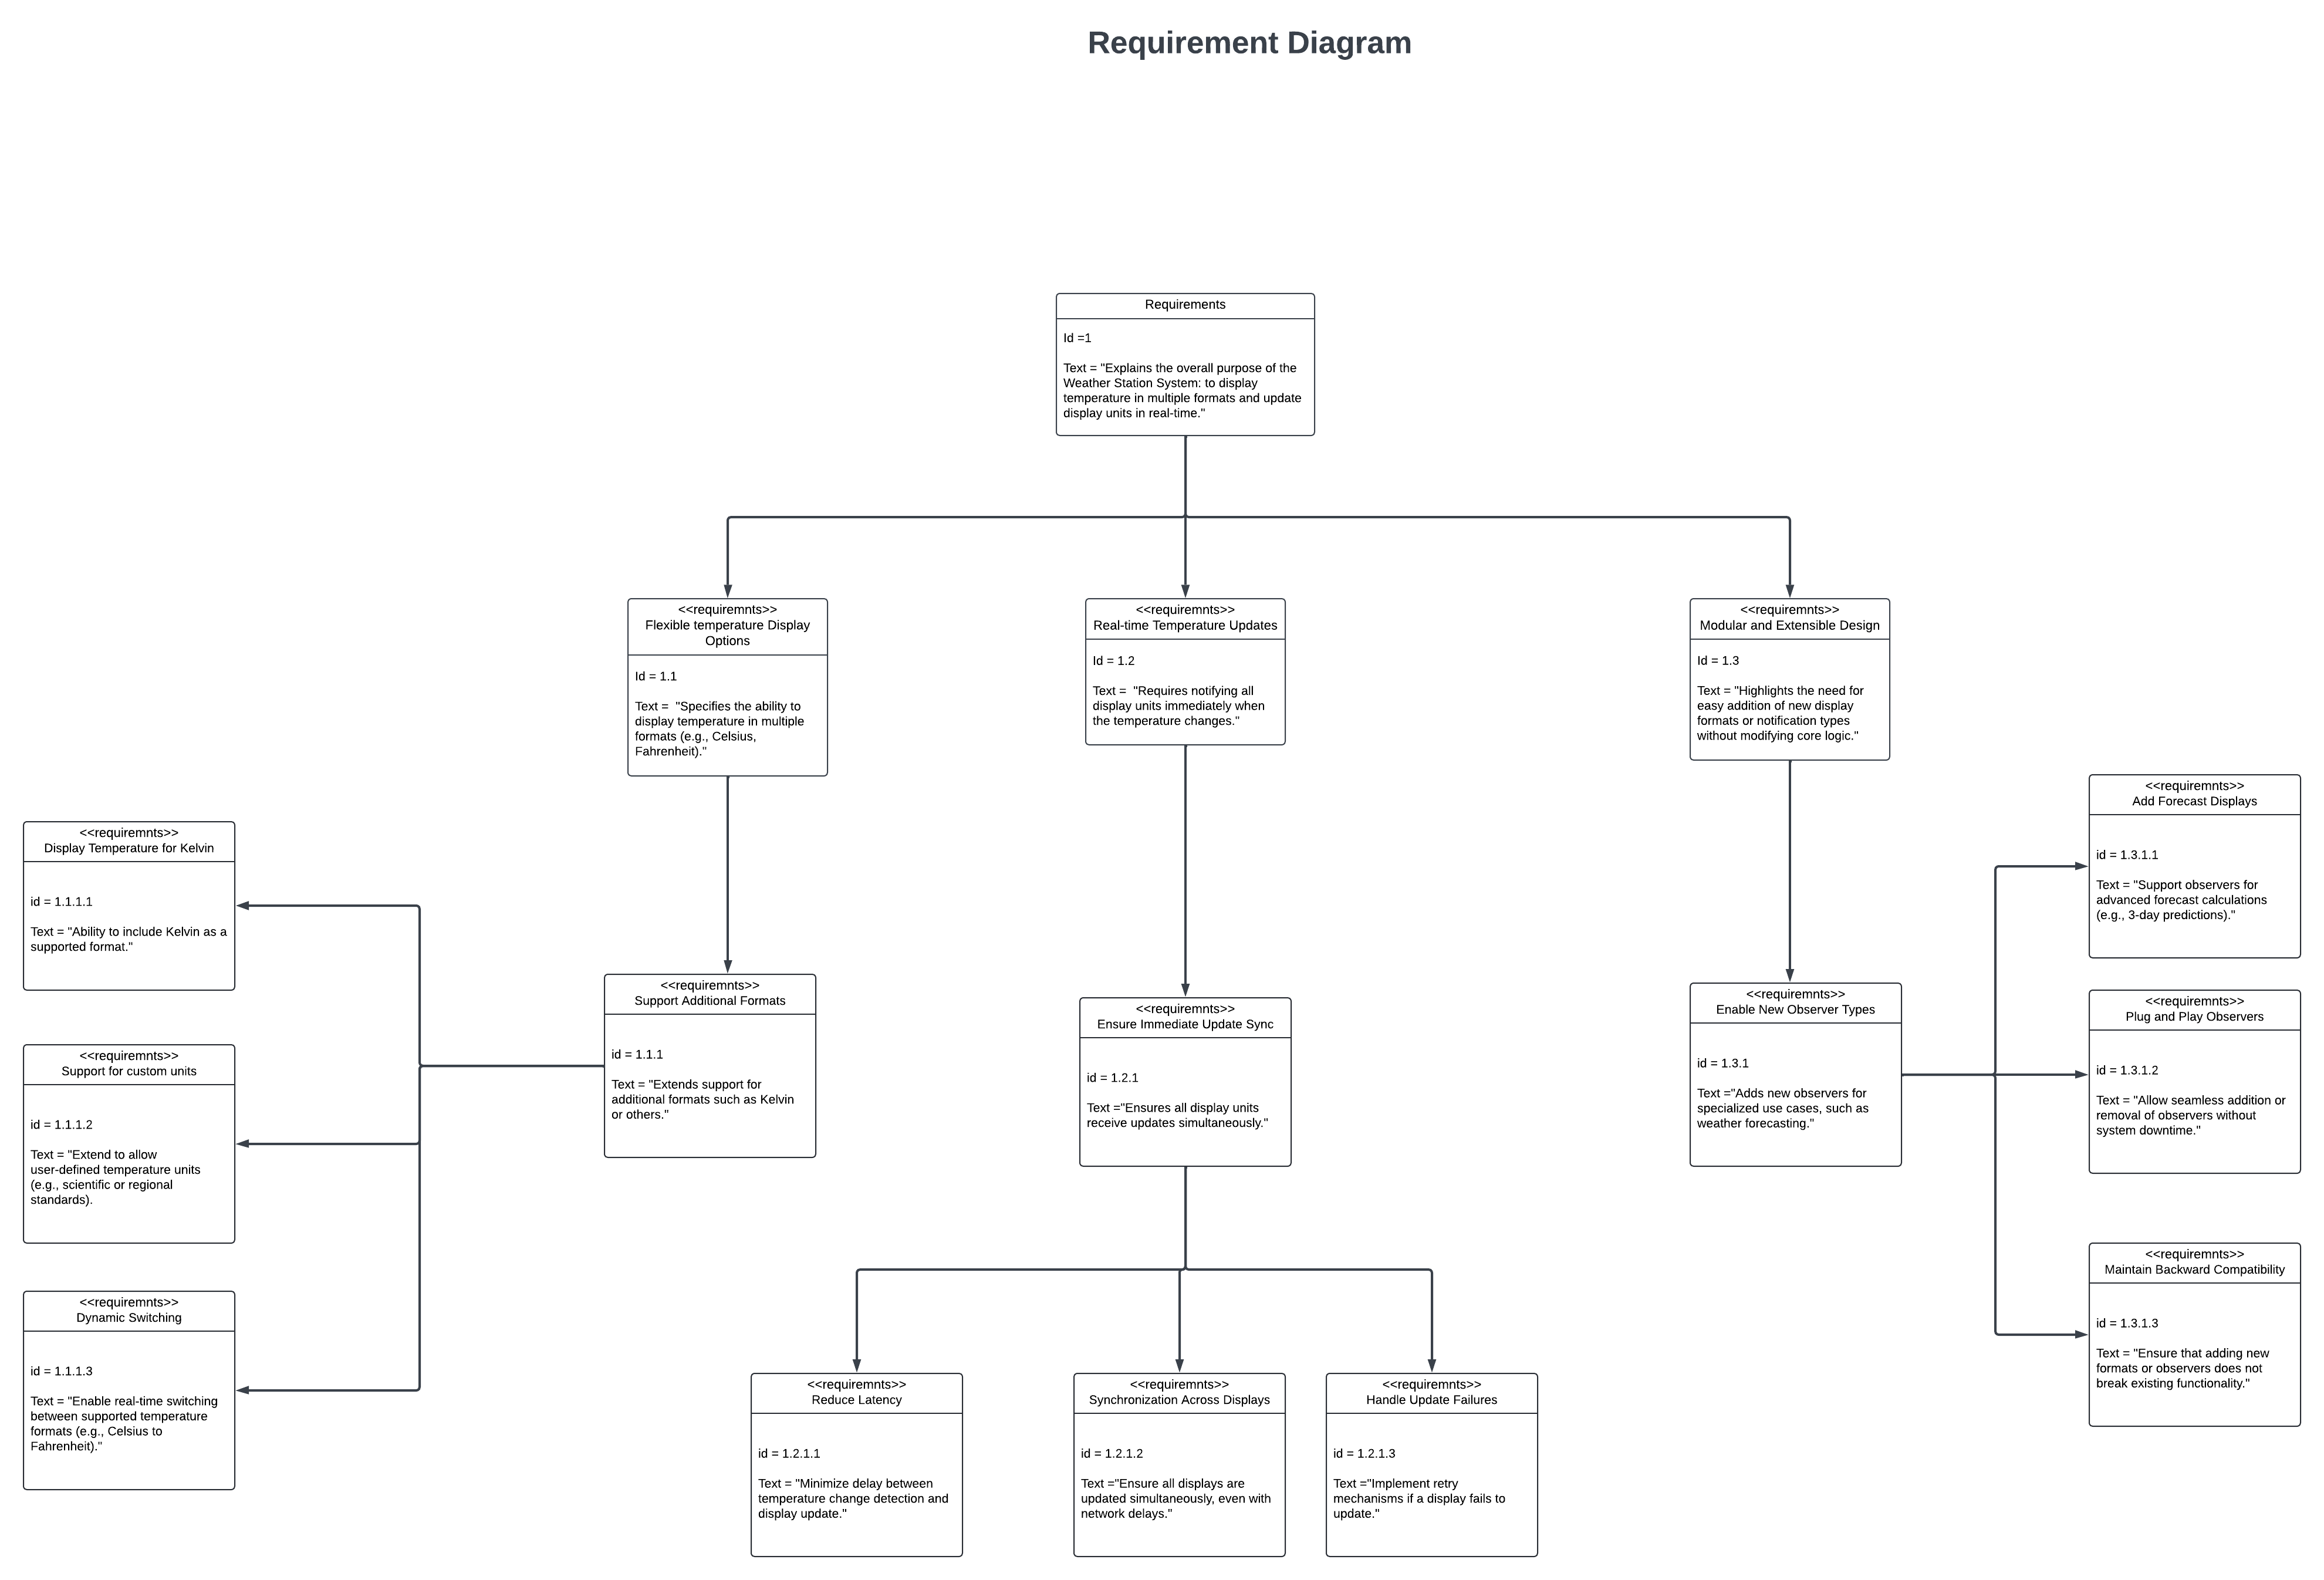 Requirement Diagram
Requirements
Id =1
Text = "Explains the overall purpose of the
Weather Station System: to display
temperature in multiple formats and update
display units in real-time."
<<requiremnts>>
Flexible temperature Display
Options
Id = 1.1
Text =  "Specifies the ability to
display temperature in multiple
formats (e.g., Celsius,
Fahrenheit)."
<<requiremnts>>
Real-time Temperature Updates
Id = 1.2
Text =  "Requires notifying all
display units immediately when
the temperature changes."
<<requiremnts>>
Modular and Extensible Design
Id = 1.3
Text = "Highlights the need for
easy addition of new display
formats or notification types
without modifying core logic."
<<requiremnts>>
Display Temperature for Kelvin
id = 1.1.1.1
Text = "Ability to include Kelvin as a
supported format."
<<requiremnts>>
Support for custom units
id = 1.1.1.2
Text = "Extend to allow
user-defined temperature units
(e.g., scientific or regional
standards).
<<requiremnts>>
Dynamic Switching
id = 1.1.1.3
Text = "Enable real-time switching
between supported temperature
formats (e.g., Celsius to
Fahrenheit)."
<<requiremnts>>
Support Additional Formats
id = 1.1.1
Text = "Extends support for
additional formats such as Kelvin
or others."
<<requiremnts>>
Ensure Immediate Update Sync
id = 1.2.1
Text ="Ensures all display units
receive updates simultaneously."
<<requiremnts>>
Enable New Observer Types
id = 1.3.1
Text ="Adds new observers for
specialized use cases, such as
weather forecasting."
<<requiremnts>>
Add Forecast Displays
id = 1.3.1.1
Text = "Support observers for
advanced forecast calculations
(e.g., 3-day predictions)."
<<requiremnts>>
Plug and Play Observers
id = 1.3.1.2
Text = "Allow seamless addition or
removal of observers without
system downtime."
<<requiremnts>>
Maintain Backward Compatibility
id = 1.3.1.3
Text = "Ensure that adding new
formats or observers does not
break existing functionality."
<<requiremnts>>
Reduce Latency
id = 1.2.1.1
Text = "Minimize delay between
temperature change detection and
display update."
<<requiremnts>>
Synchronization Across Displays
id = 1.2.1.2
Text ="Ensure all displays are
updated simultaneously, even with
network delays."
<<requiremnts>>
Handle Update Failures
id = 1.2.1.3
Text ="Implement retry
mechanisms if a display fails to
update."